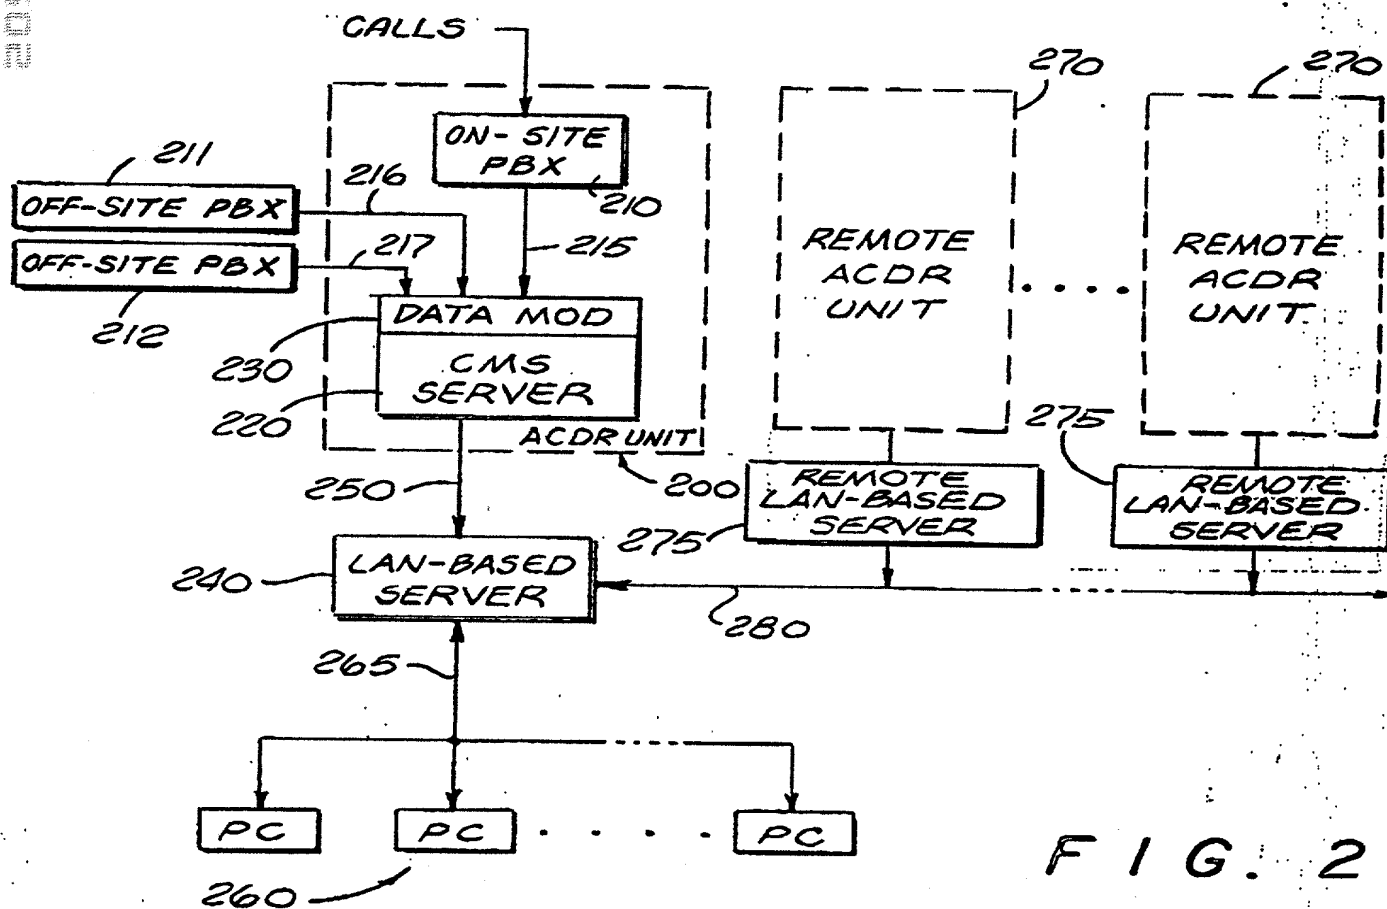 CALLS
270
270
ON-SITE
PBX
210
211
216
OFF-SITE PBX
217
215
OFF-SITE PBX
212
REMOTE
ACDR
UNIT
REMOTE
ACDR
UNIT
DATA MOD
230
CMS
SERVER
220
ACDR UNIT
200
275
250
REMOTE
LAN-BASED
SERVER
275
REMOTE
LAN-BASED
SERVER
LAN-BASED
SERVER
240
280
265
PC
PC
PC
260
FIG. 2